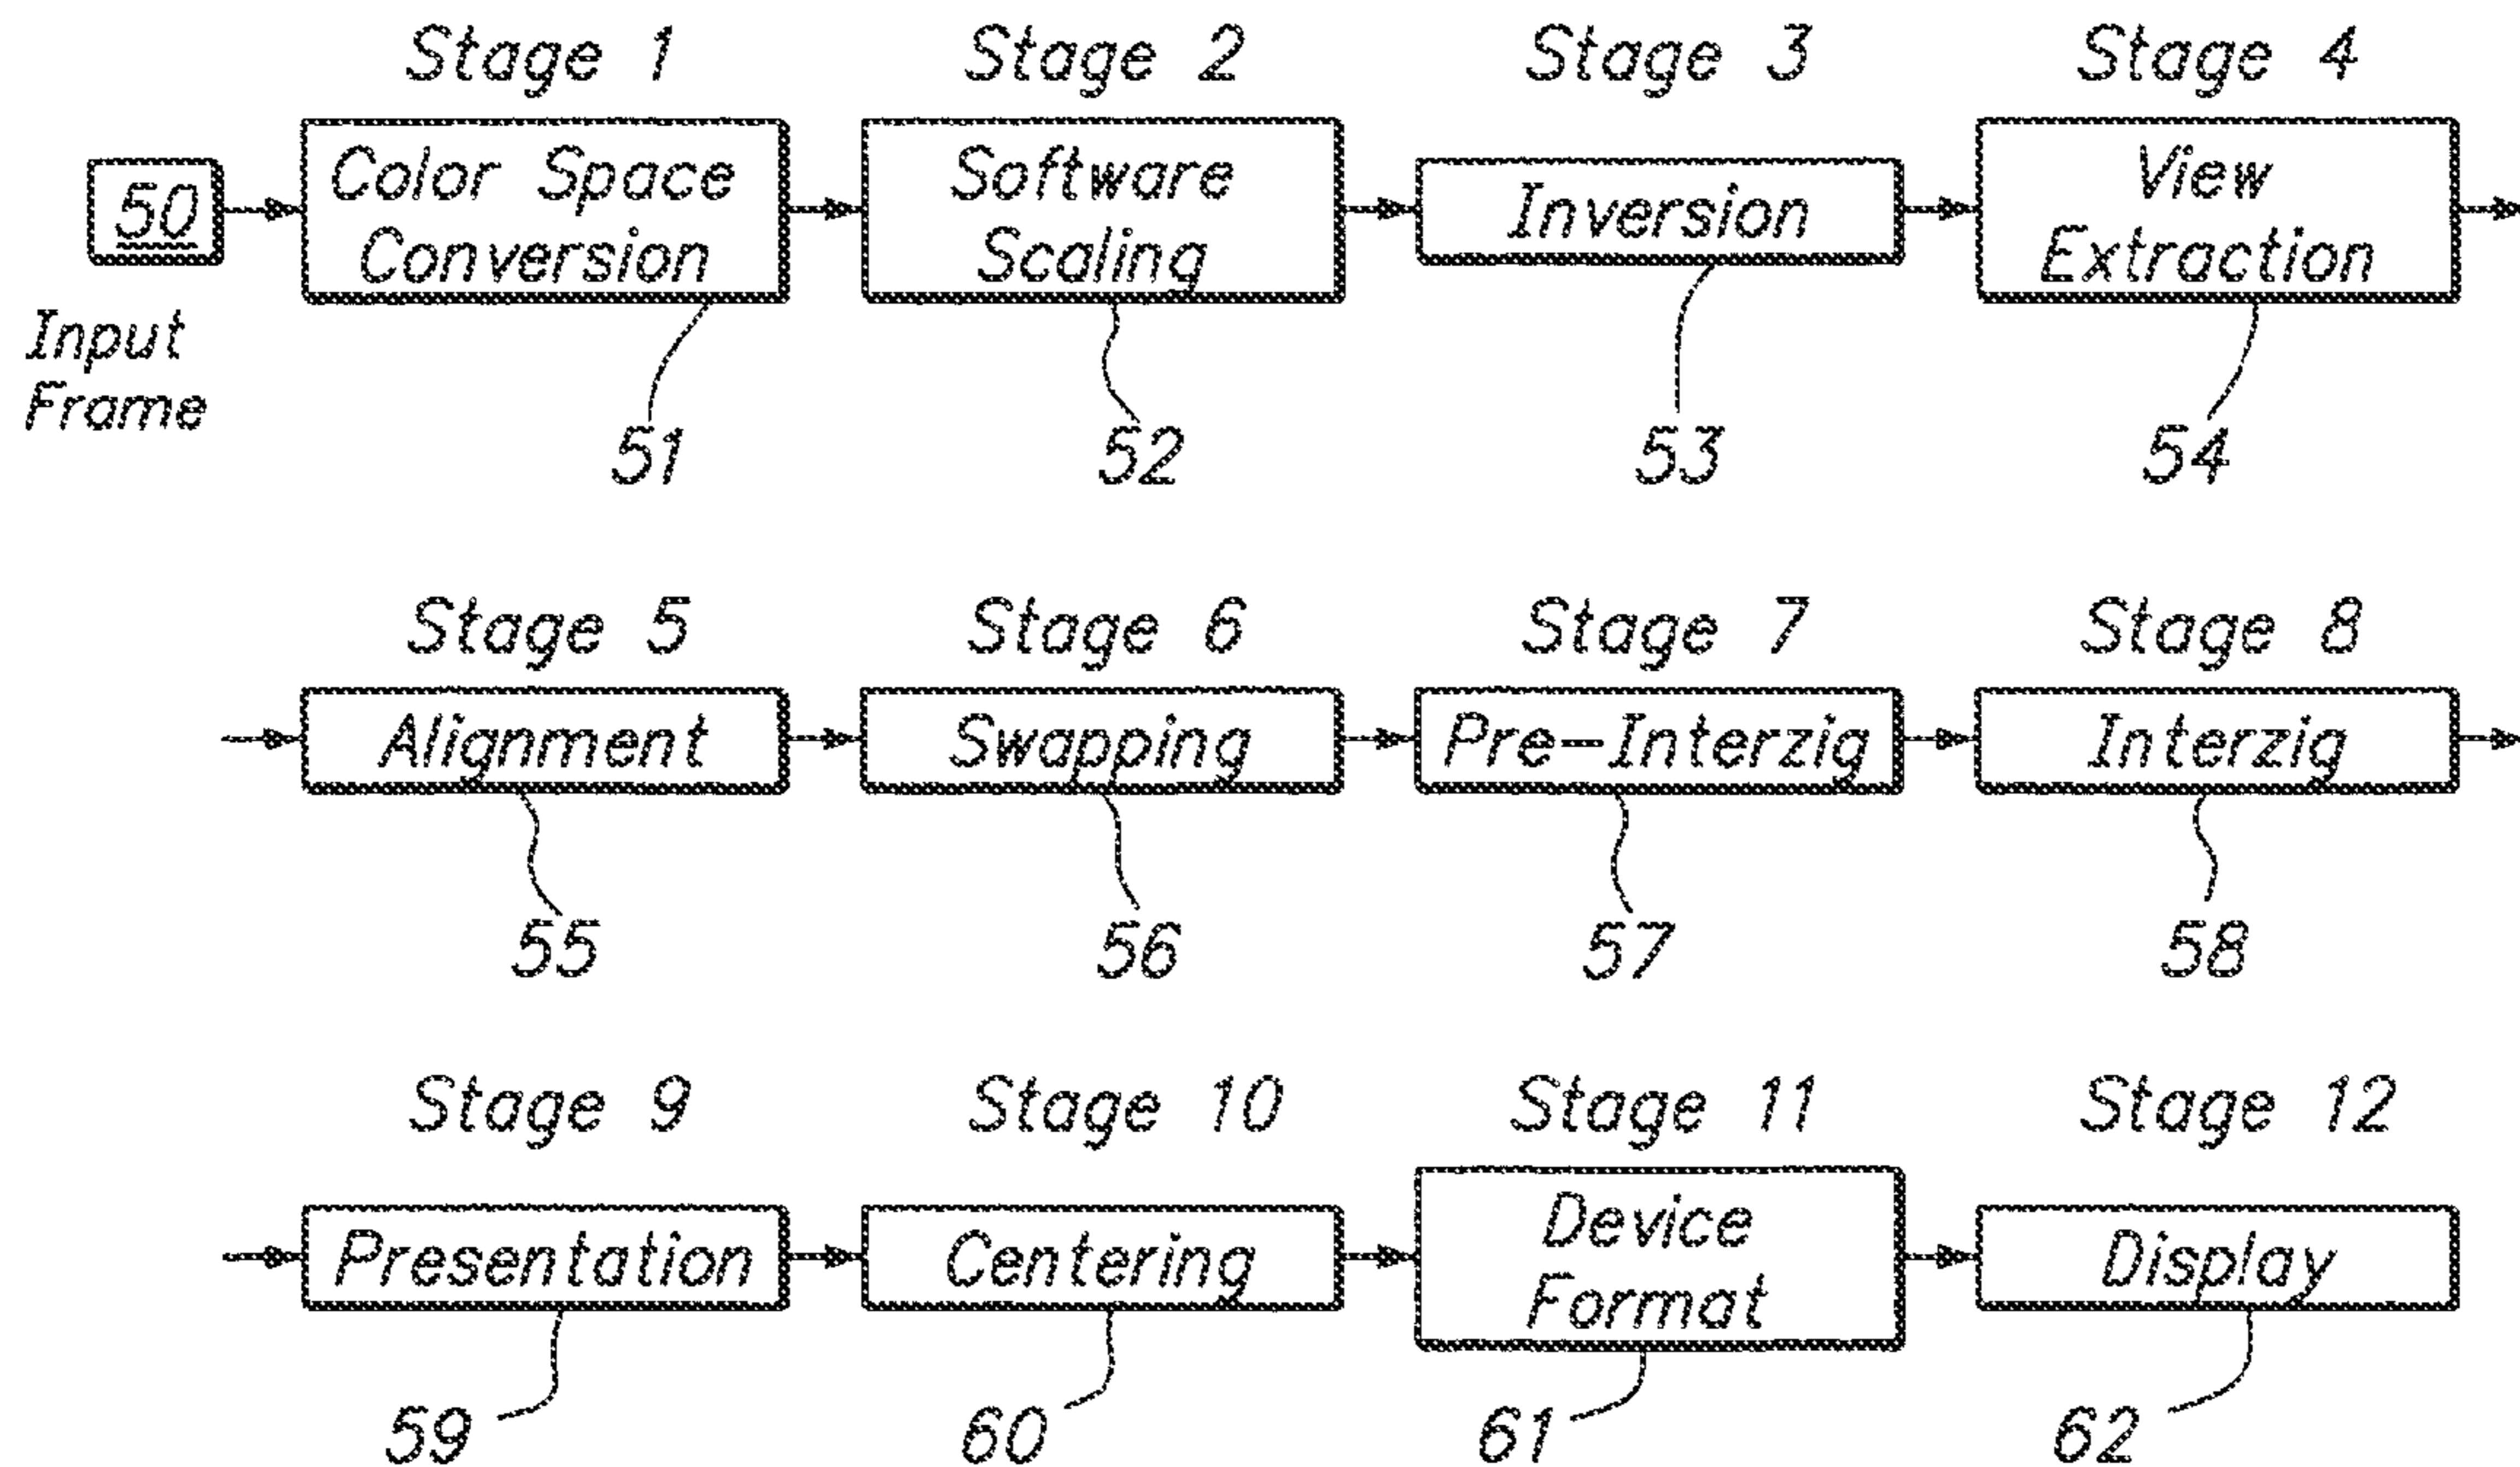 Stage 1
Stage 2
Stage 3
Stage 4
50
Color Space
Conversion
Software
Scaling
Inversion
View
Extraction
Input
Frame
51
52
53
54
Stage 5
Stage 6
Stage 7
Stage 8
Alignment
Swapping
Pre-Interzig
Interzig
55
56
57
58
Stage 9
Stage 10
Stage 11
Stage 12
Presentation
Centering
Device
Format
Display
59
60
61
62